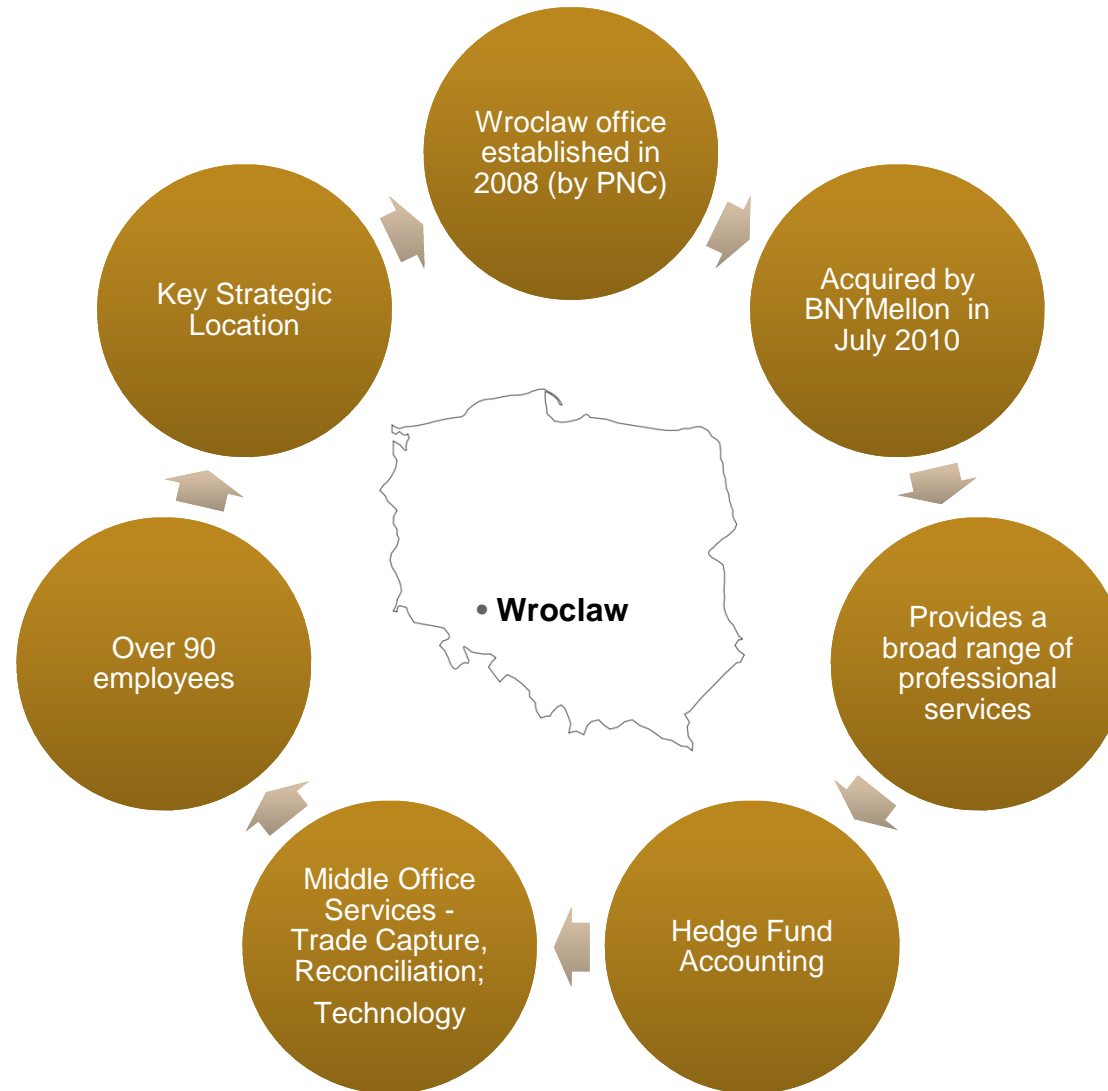 Wroclaw office
established in
2008 (by PNC)
Acquired by
BNYMellon  in
July 2010
Provides a
broad range of
professional
services
Hedge Fund
Accounting
Middle Office
Services -
Trade Capture,
Reconciliation;
Technology
Over 90
employees
Key Strategic
Location
Wroclaw